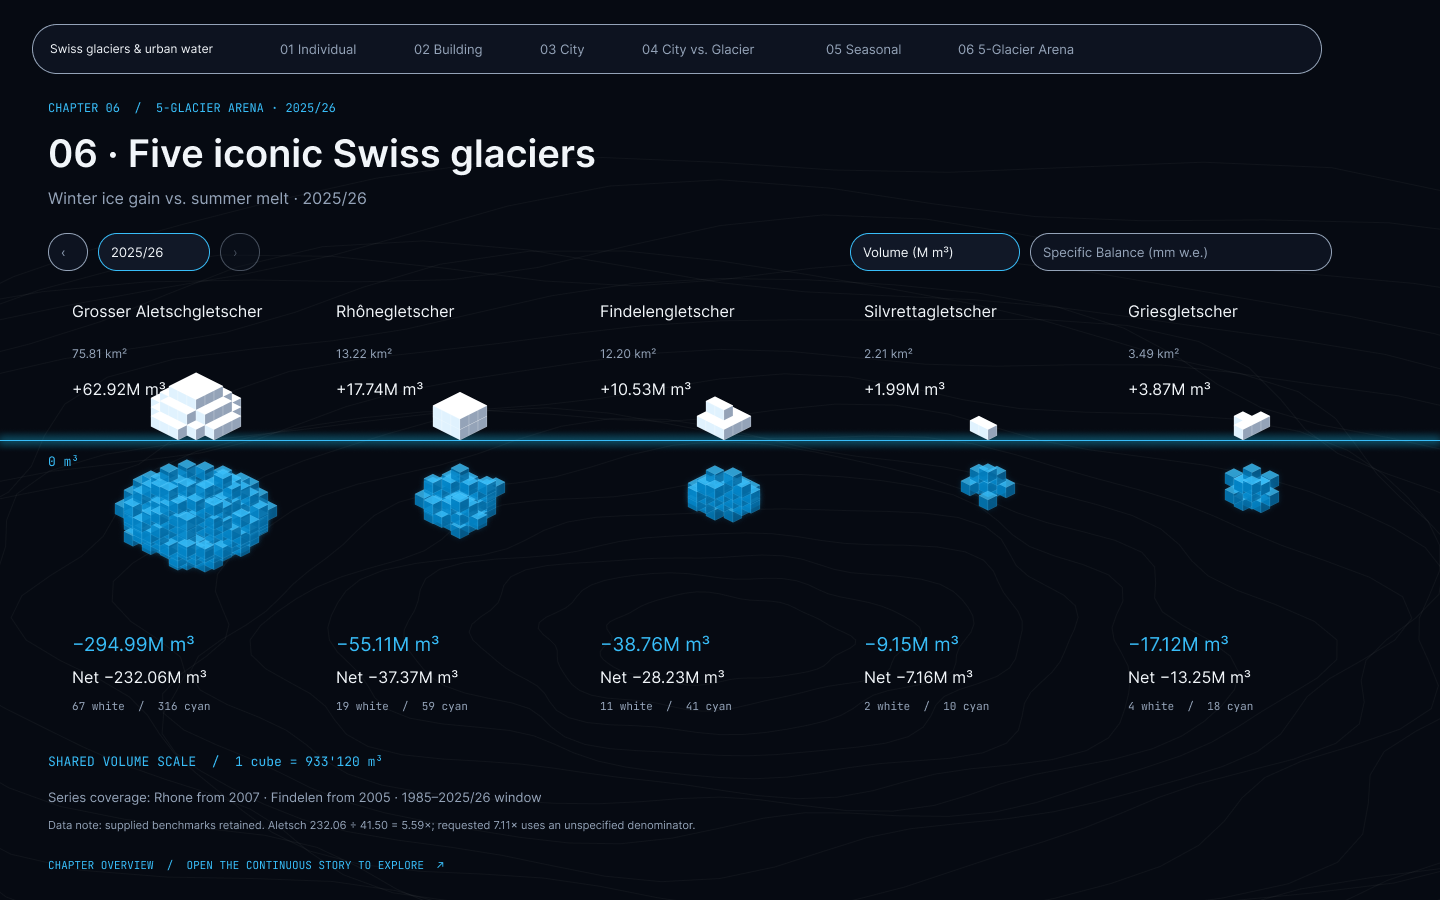 Swiss glaciers & urban water
01 Individual
02 Building
03 City
04 City vs. Glacier
05 Seasonal
06 5-Glacier Arena
CHAPTER 06 / 5-GLACIER ARENA · 2025/26
06 · Five iconic Swiss glaciers
Winter ice gain vs. summer melt · 2025/26
‹
2025/26
›
Volume (M m³)
Specific Balance (mm w.e.)
Grosser Aletschgletscher
Rhônegletscher
Findelengletscher
Silvrettagletscher
Griesgletscher
75.81 km²
13.22 km²
12.20 km²
2.21 km²
3.49 km²
+62.92M m³
+17.74M m³
+10.53M m³
+1.99M m³
+3.87M m³
0 m³
−294.99M m³
−55.11M m³
−38.76M m³
−9.15M m³
−17.12M m³
Net −232.06M m³
Net −37.37M m³
Net −28.23M m³
Net −7.16M m³
Net −13.25M m³
67 white / 316 cyan
19 white / 59 cyan
11 white / 41 cyan
2 white / 10 cyan
4 white / 18 cyan
SHARED VOLUME SCALE / 1 cube = 933'120 m³
Series coverage: Rhone from 2007 · Findelen from 2005 · 1985–2025/26 window
Data note: supplied benchmarks retained. Aletsch 232.06 ÷ 41.50 = 5.59×; requested 7.11× uses an unspecified denominator.
CHAPTER OVERVIEW / OPEN THE CONTINUOUS STORY TO EXPLORE ↗